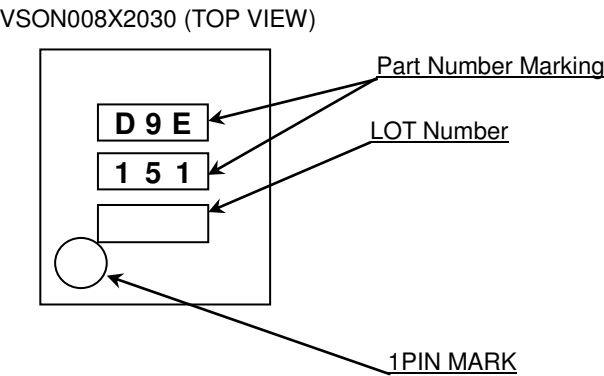 VSON008X2030 (TOP VIEW)
Part Number Marking
D 9 E
LOT Number
1 5 1
1PIN MARK